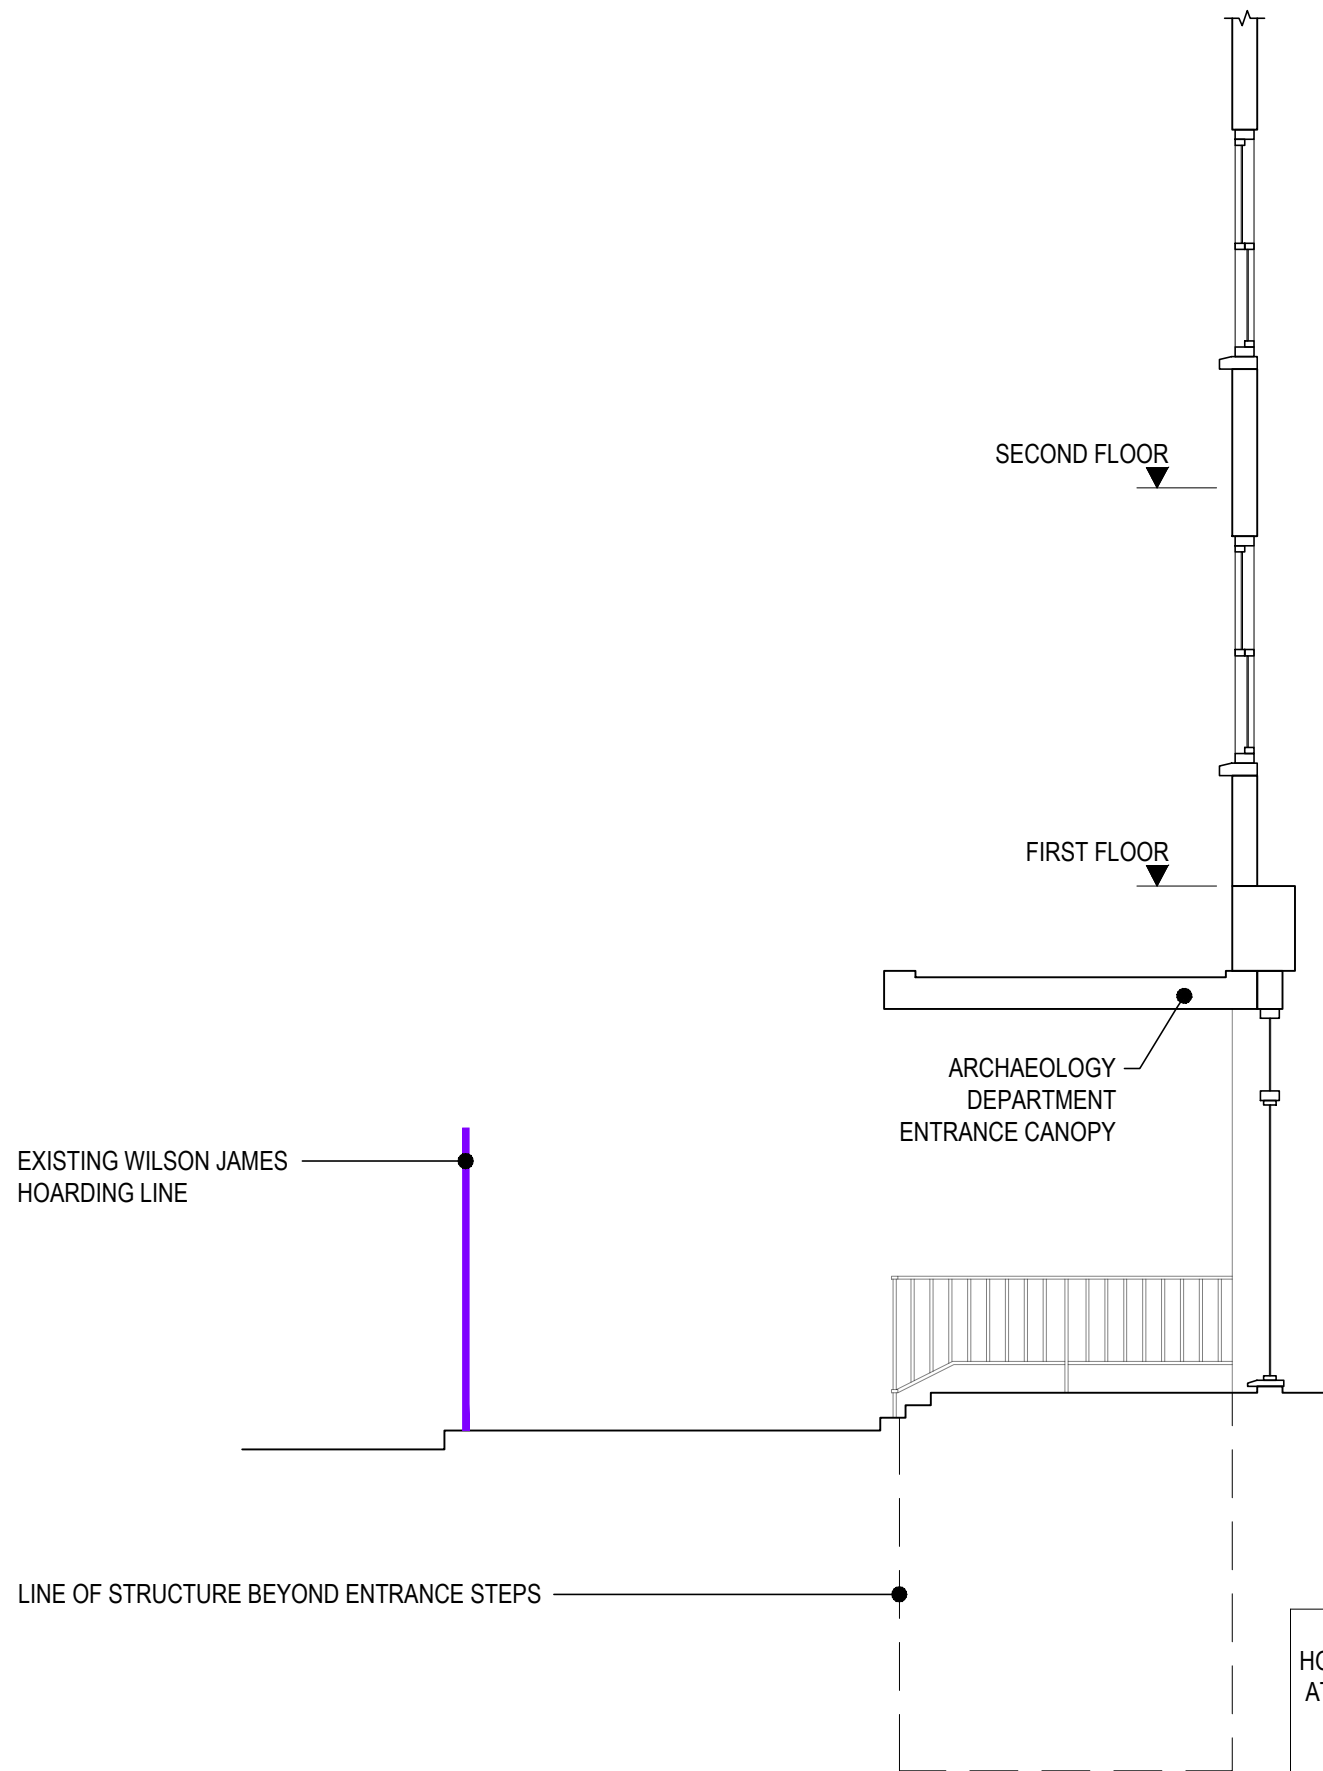 SECOND FLOOR
FIRST FLOOR
ARCHAEOLOGY
DEPARTMENT
ENTRANCE CANOPY
EXISTING WILSON JAMES
HOARDING LINE
LINE OF STRUCTURE BEYOND ENTRANCE STEPS